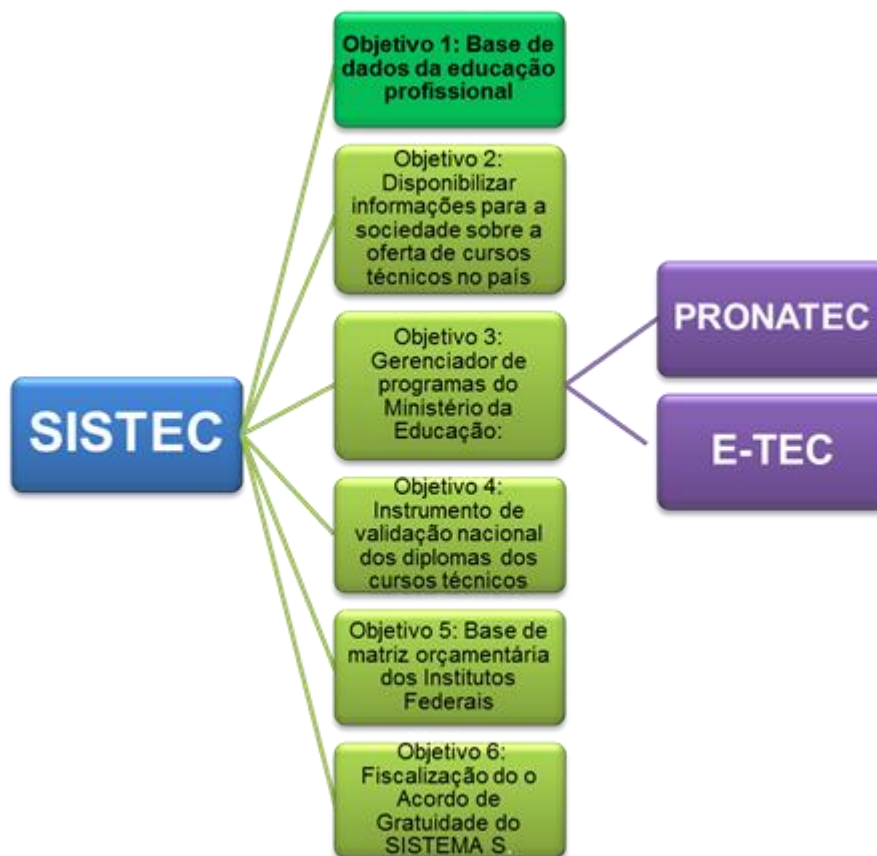 SISTEC
Objetivo 1: Base de
dados da educação
profissional
Objetivo 2:
Disponibilizar
informações para a
sociedade sobre a
oferta de cursos
técnicos no país
Objetivo 3:
Gerenciador de
programas do
Ministério da
Educação:
PRONATEC
E-TEC
Objetivo 4:
Instrumento de
validação nacional
dos diplomas dos
cursos técnicos
Objetivo 5: Base de
matriz orçamentária
dos Institutos
Federais
Objetivo 6:
Fiscalização do o
Acordo de
Gratuidade do
SISTEMA S.